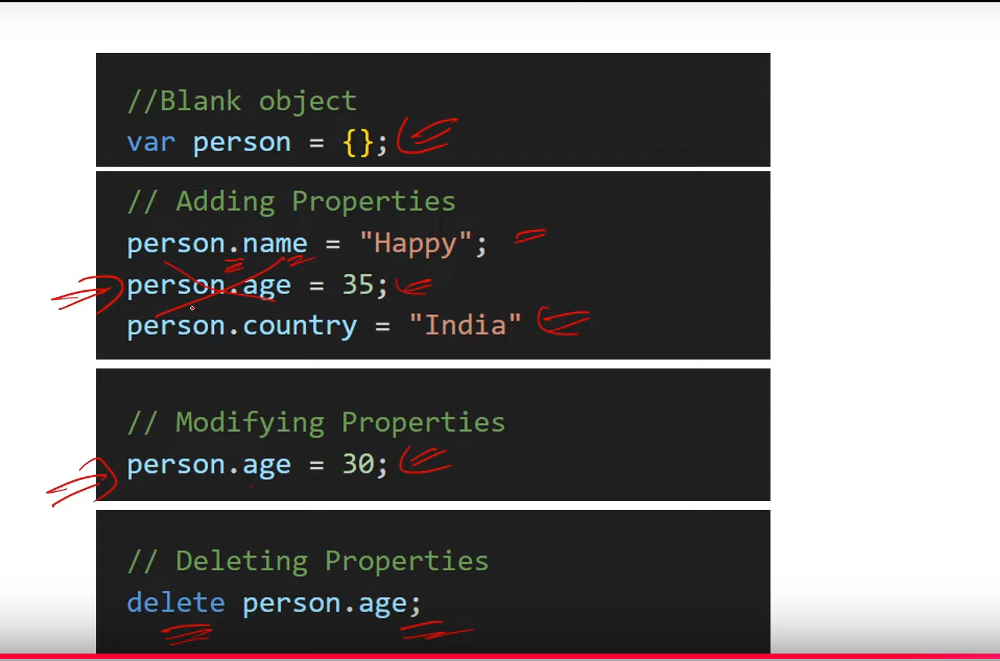 //Blank object
var person = {};
// Adding Properties
person.name = "Happy";
person.age = 35;
person.country = "India"
// Modifying Properties
person.age = 30;
// Deleting Properties
delete person.age;